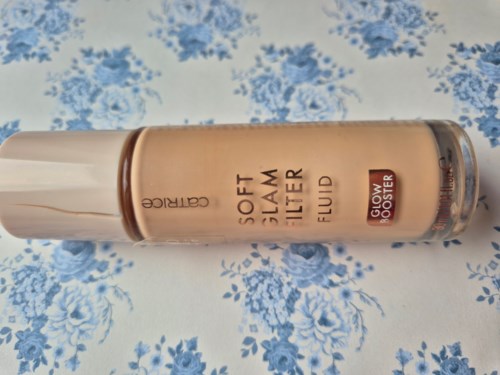 CATRICE
SOFT
GLAM
FILTER
FLUID
GLOW
BOOSTER